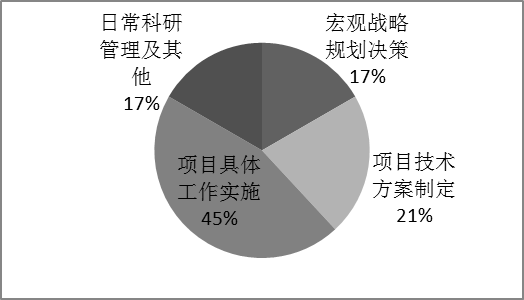 日常科研
管理及其
他
17%
宏观战略
规划决策
17%
项目具体
工作实施
45%
项目技术
方案制定
21%